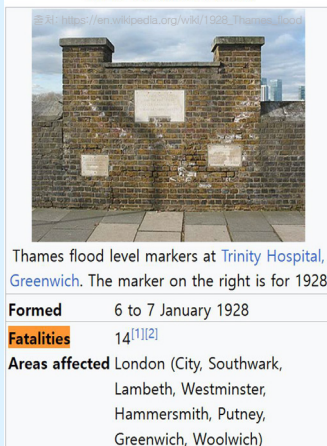 출처: https://en.wikipedia.org/wiki/1928_Thames_flood
Thames flood level markers at Trinity Hospital,
Greenwich. The marker on the right is for 1928
Formed 6 to 7 January 1928
Fatalities 14[1][2]
Areas affected London (City, Southwark,
Lambeth, Westminster,
Hammersmith, Putney,
Greenwich, Woolwich)